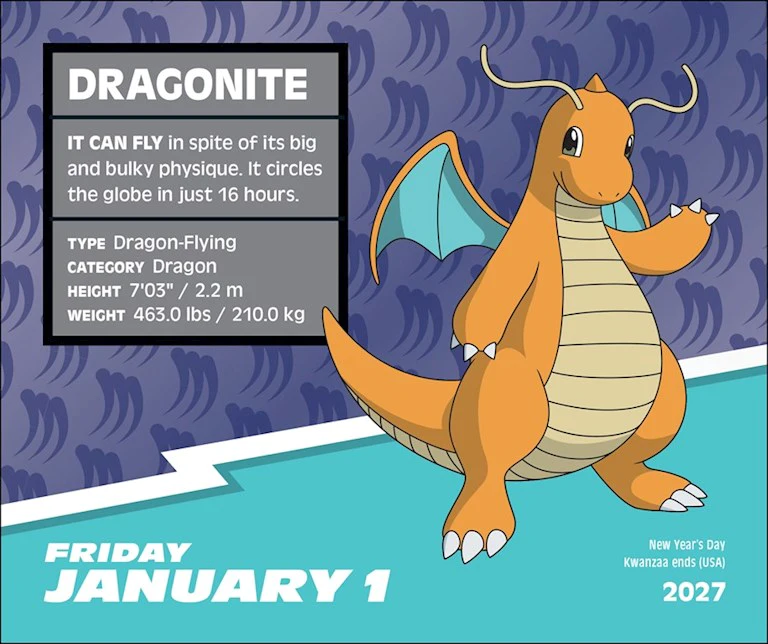 DRAGONITE
IT CAN FLY in spite of its big
and bulky physique. It circles
the globe in just 16 hours.
TYPE Dragon-Flying
CATEGORY Dragon
HEIGHT 7'03" / 2.2 m
WEIGHT 463.0 lbs / 210.0 kg
FRIDAY
JANUARY 1
New Year's Day
Kwanzaa ends (USA)
2027